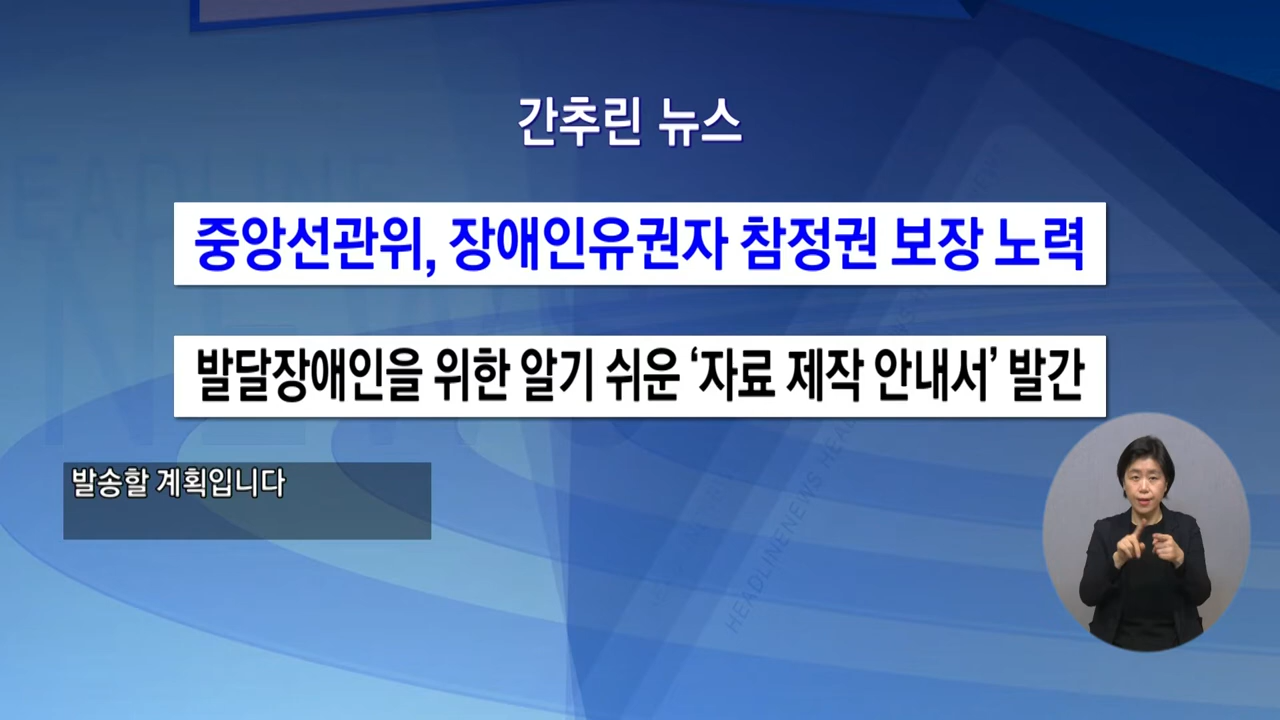 간추린 뉴스
중앙선관위, 장애인유권자 참정권 보장 노력
발달장애인을 위한 알기 쉬운 ‘자료 제작 안내서’ 발간
발송할 계획입니다
HEADLINENEWS